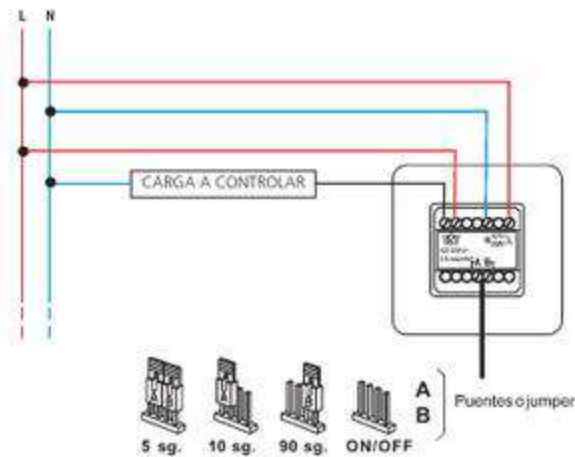 L N
CARGA A CONTROLAR
A B
A B
A
B
A
B
Puentes o jumper
5 sg. 10 sg. 90 sg. ON/OFF